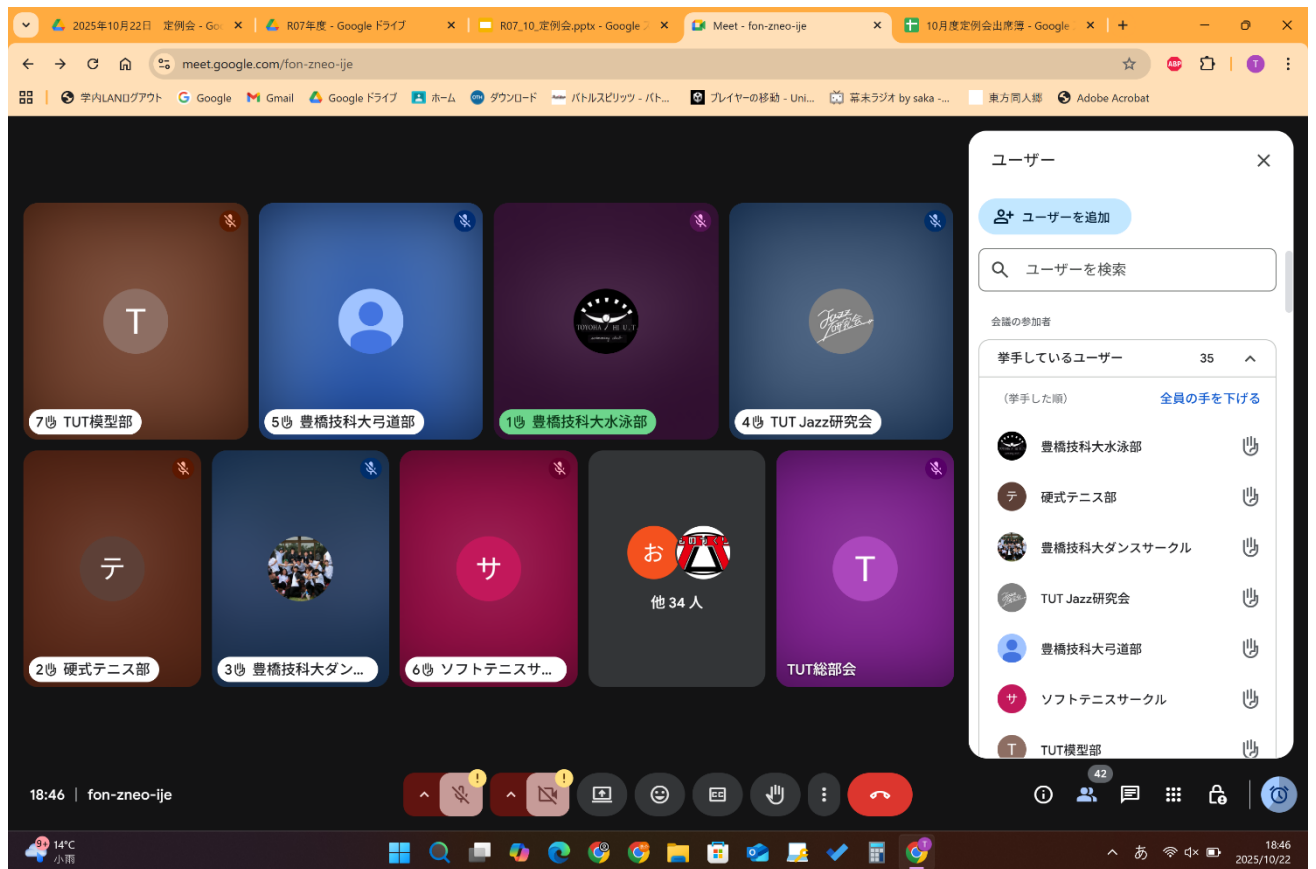 2025年10月22日 定例会 - Goo
R07年度 - Google ドライブ
R07_10_定例会.pptx - Google ス
Meet - fon-zneo-ije
10月度定例会出席簿 - Google
meet.google.com/fon-zneo-ije
ABP
T
学内LANログアウト
Google
Gmail
Google ドライブ
ホーム
ダウンロード
バトルスピリッツ - バト...
プレイヤーの移動 - Uni...
幕末ラジオ by saka -...
東方同人郷
Adobe Acrobat
T
7 TUT模型部
5 豊橋技科大弓道部
1 豊橋技科大水泳部
Jazz研究会
4 TUT Jazz研究会
テ
2 硬式テニス部
3 豊橋技科大ダン...
サ
6 ソフトテニスサ...
お
他 34 人
T
TUT総部会
ユーザー
ユーザーを追加
ユーザーを検索
会議の参加者
挙手しているユーザー 35
（挙手した順） 全員の手を下げる
豊橋技科大水泳部
テ 硬式テニス部
豊橋技科大ダンスサークル
TUT Jazz研究会
豊橋技科大弓道部
サ ソフトテニスサークル
T TUT模型部
18:46 | fon-zneo-ije
CC
42
9+
14°C
小雨
あ
18:46
2025/10/22